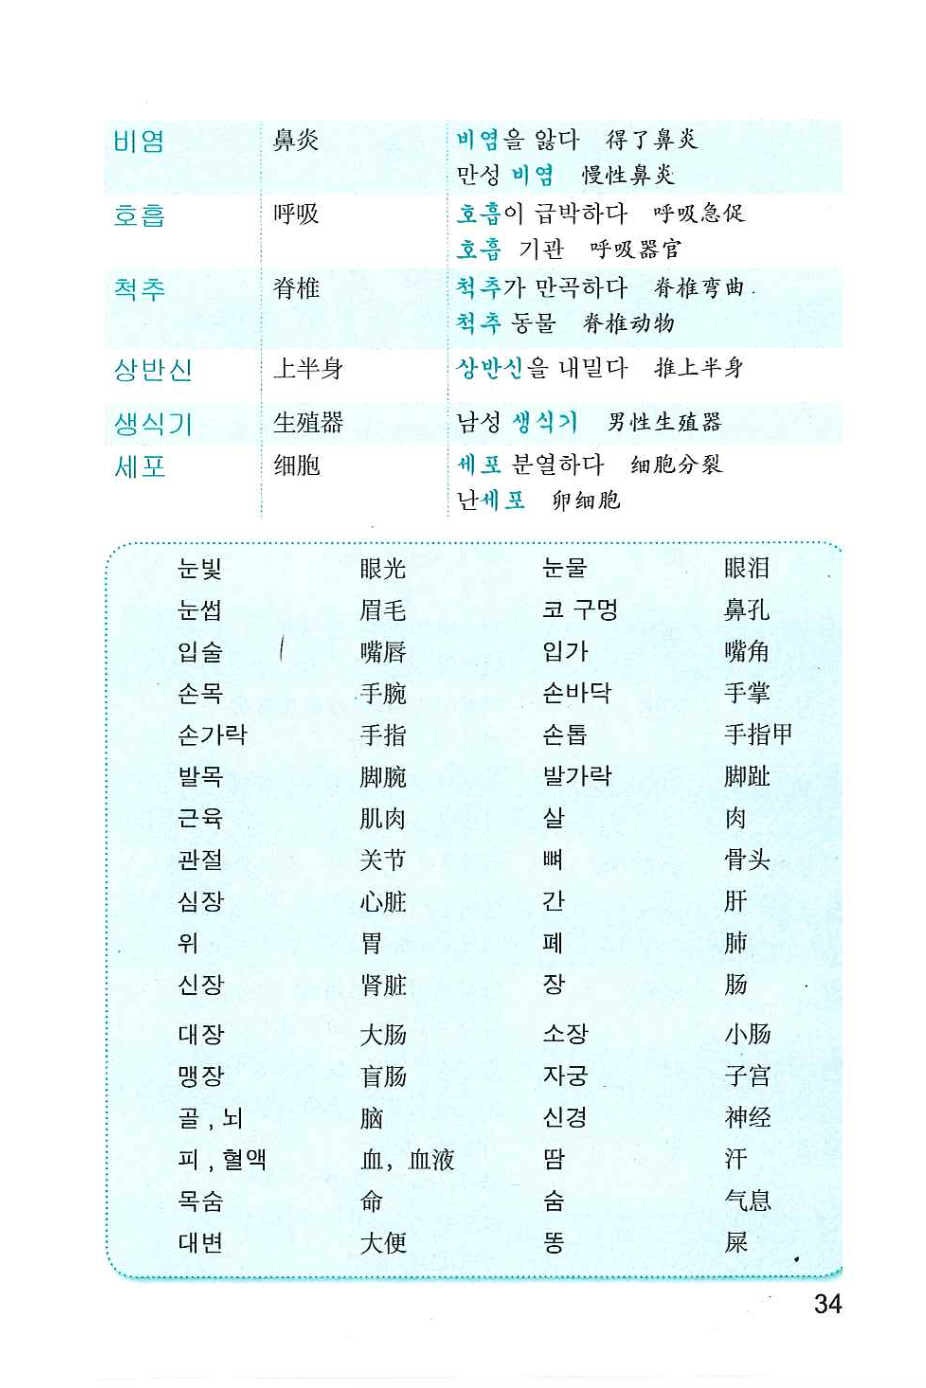 비염 鼻炎 비염을 앓다 得了鼻炎
만성 비염 慢性鼻炎
호흡 呼吸 호흡이 급박하다 呼吸急促
호흡 기관 呼吸器官
척추 脊椎 척추가 만곡하다 脊椎弯曲
척추 동물 脊椎动物
상반신 上半身 상반신을 내밀다 推上半身
생식기 生殖器 남성 생식기 男性生殖器
세포 细胞 세포 분열하다 细胞分裂
난세포 卵细胞
눈빛 眼光 눈물 眼泪
눈썹 眉毛 코 구멍 鼻孔
입술 嘴唇 입가 嘴角
손목 手腕 손바닥 手掌
손가락 手指 손톱 手指甲
발목 脚腕 발가락 脚趾
근육 肌肉 살 肉
관절 关节 뼈 骨头
심장 心脏 간 肝
위 胃 폐 肺
신장 肾脏 장 肠
대장 大肠 소장 小肠
맹장 盲肠 자궁 子宫
골 , 뇌 脑 신경 神经
피 , 혈액 血，血液 땀 汗
목숨 命 숨 气息
대변 大便 똥 屎
34